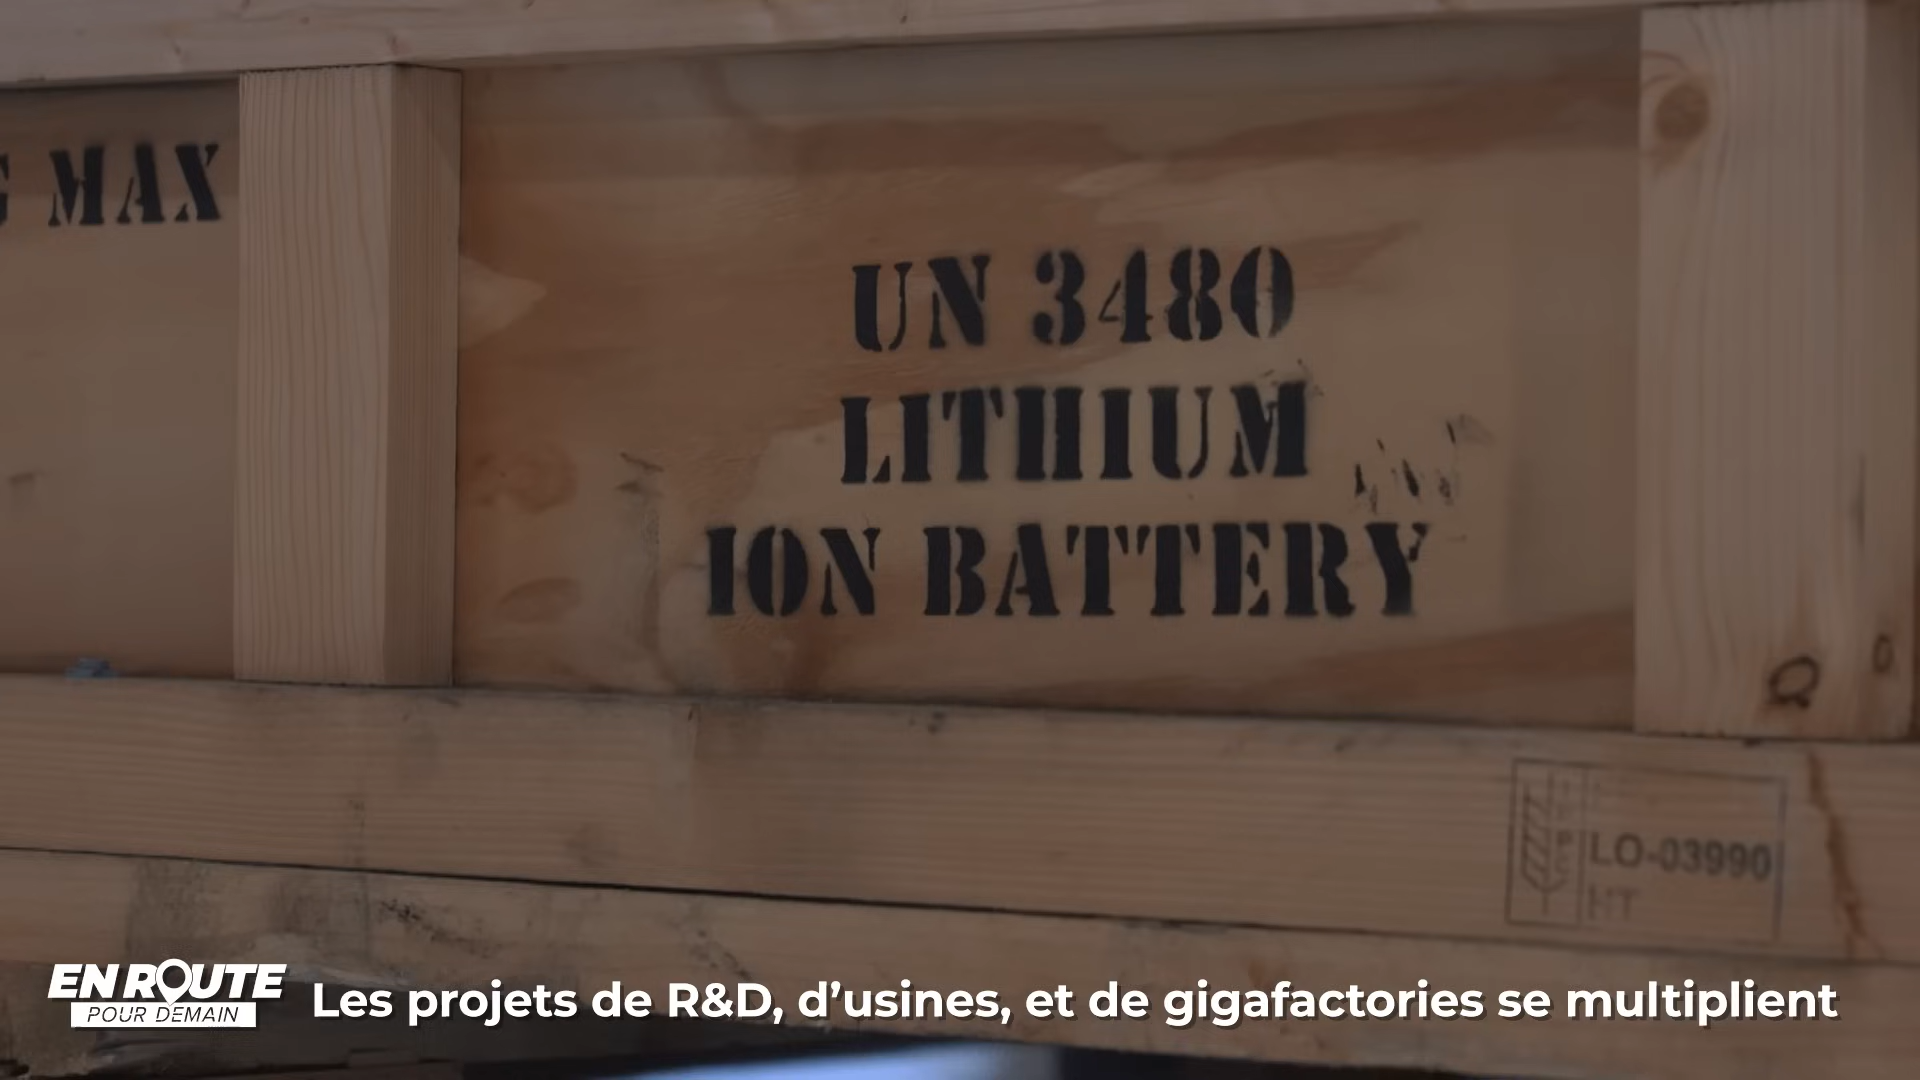 MAX
UN 3480
LITHIUM
ION BATTERY
LO-03990
HT
EN ROUTE
POUR DEMAIN
Les projets de R&D, d’usines, et de gigafactories se multiplient